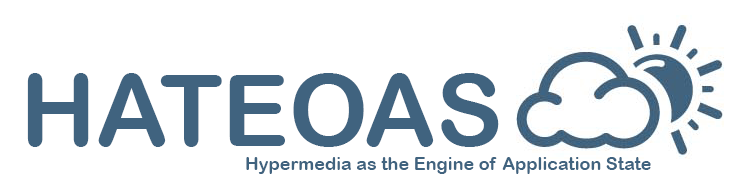 HATEOAS
Hypermedia as the Engine of Application State